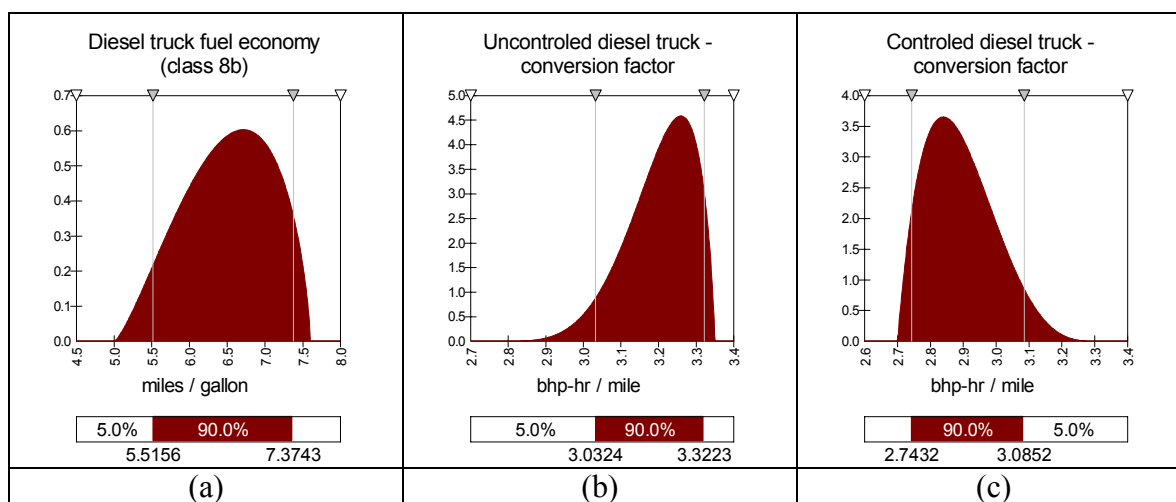 Diesel truck fuel economy
(class 8b)
0.7
0.6
0.5
0.4
0.3
0.2
0.1
0.0
4.5 5.0 5.5 6.0 6.5 7.0 7.5 8.0
miles / gallon
5.0% 90.0%
5.5156 7.3743
(a)
Uncontroled diesel truck -
conversion factor
5.0
4.5
4.0
3.5
3.0
2.5
2.0
1.5
1.0
0.5
0.0
2.7 2.8 2.9 3.0 3.1 3.2 3.3 3.4
bhp-hr / mile
5.0% 90.0%
3.0324 3.3223
(b)
Controled diesel truck -
conversion factor
4.0
3.5
3.0
2.5
2.0
1.5
1.0
0.5
0.0
2.6 2.7 2.8 2.9 3.0 3.1 3.2 3.3 3.4
bhp-hr / mile
90.0% 5.0%
2.7432 3.0852
(c)